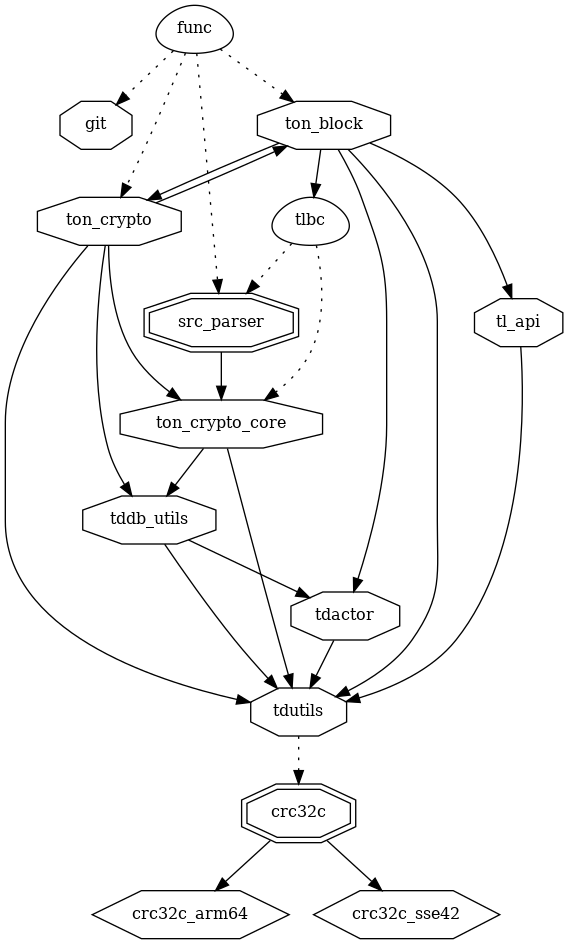 func
git
ton_block
ton_crypto
tlbc
src_parser
tl_api
ton_crypto_core
tddb_utils
tdactor
tdutils
crc32c
crc32c_arm64
crc32c_sse42